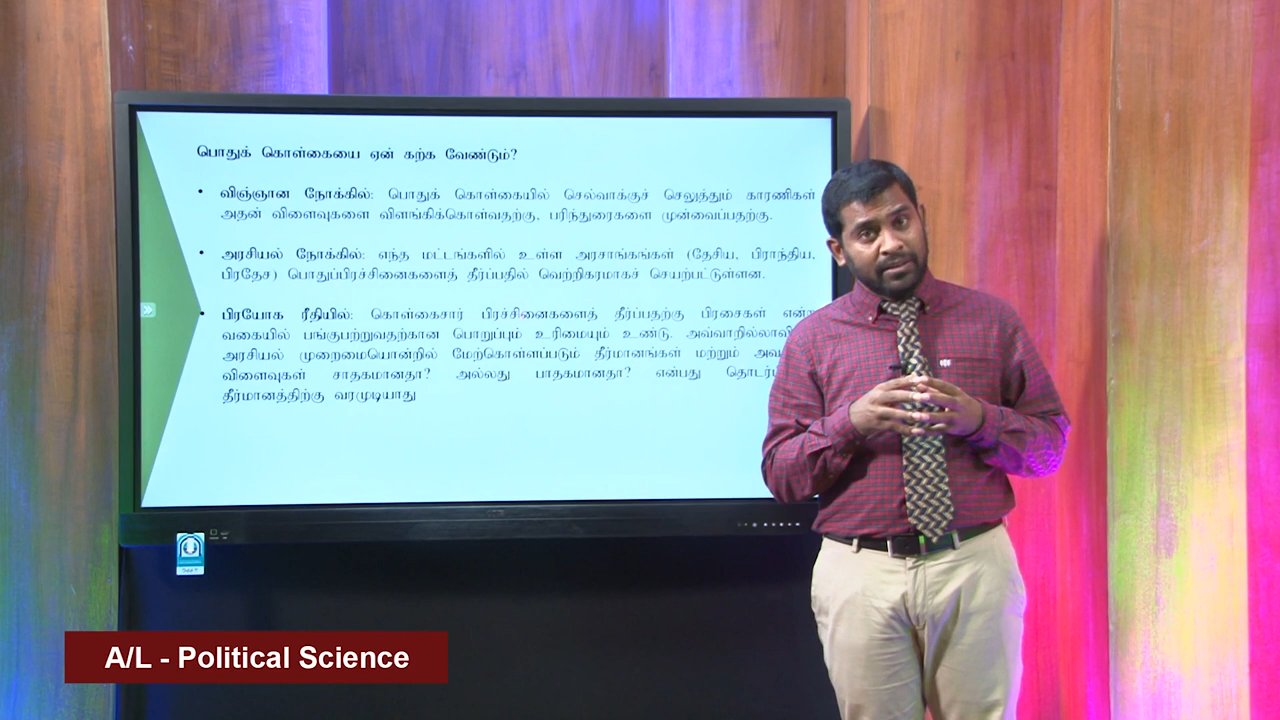 பொதுக் கொள்கையை ஏன் கற்க வேண்டும்?
• விஞ்ஞான நோக்கில்: பொதுக் கொள்கையில் செல்வாக்குச் செலுத்தும் காரணிகள்
அதன் விளைவுகளை விளங்கிக்கொள்வதற்கு, பரிந்துரைகளை முன்வைப்பதற்கு.
• அரசியல் நோக்கில்: எந்த மட்டங்களில் உள்ள அரசாங்கங்கள் (தேசிய, பிராந்திய,
பிரதேச) பொதுப்பிரச்சினைகளைத் தீர்ப்பதில் வெற்றிகரமாகச் செயற்பட்டுள்ளன.
• பிரயோக ரீதியில்: கொள்கைசார் பிரச்சினைகளைத் தீர்ப்பதற்கு பிரசைகள்
வகையில் பங்குபற்றுவதற்கான பொறுப்பும் உரிமையும் உண்டு.
அரசியல் முறைமையொன்றில் மேற்கொள்ளப்படும் தீர்மானங்கள் மற்றும்
விளைவுகள் சாதகமானதா? அல்லது பாதகமானதா? என்பது
தீர்மானத்திற்கு வரமுடியாது
A/L - Political Science